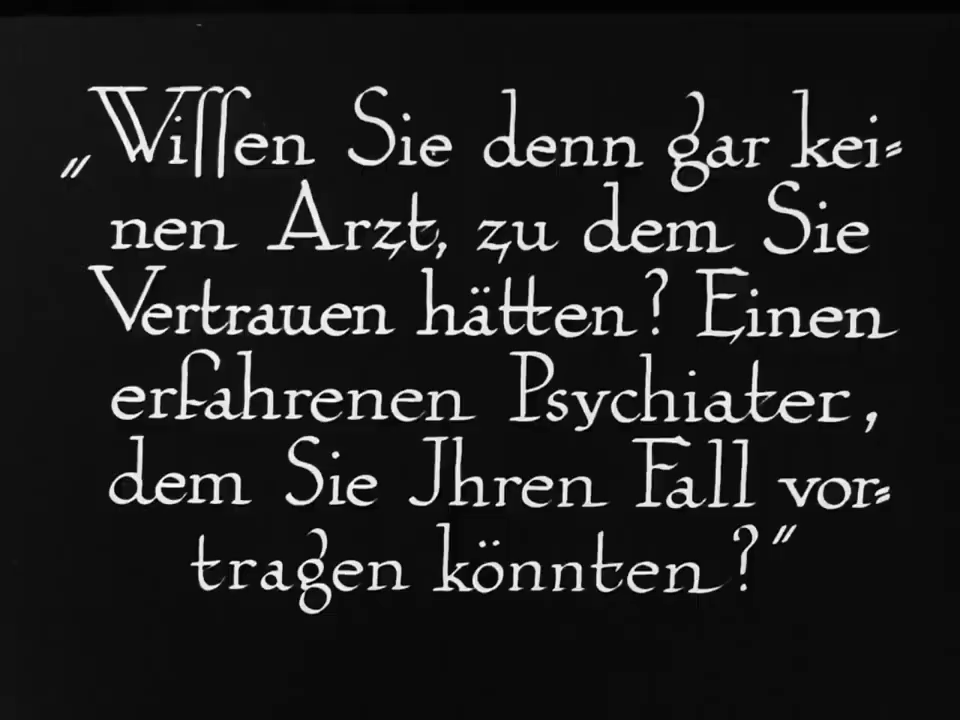 „Wiſſen Sie denn gar kei=
nen Arzt, zu dem Sie
Vertrauen hätten? Einen
erfahrenen Psychiater,
dem Sie Ihren Fall vor=
tragen könnten?“